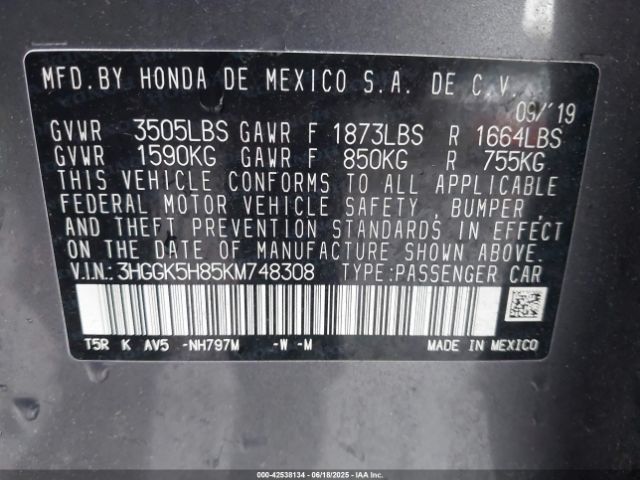 MFD.BY HONDA DE MEXICO S.A. DE C.V.
09/'19
GVWR 3505LBS GAWR F 1873LBS R 1664LBS
GVWR 1590KG GAWR F 850KG R 755KG
THIS VEHICLE CONFORMS TO ALL APPLICABLE
FEDERAL MOTOR VEHICLE SAFETY , BUMPER ,
AND THEFT PREVENTION STANDARDS IN EFFECT
ON THE DATE OF MANUFACTURE SHOWN ABOVE.
V.I.N.: 3HGGK5H85KM748308 TYPE:PASSENGER CAR
T5R K AV5 -NH797M -W -M MADE IN MEXICO
000-42538134 | 06/18/2025 | IAAI.COM